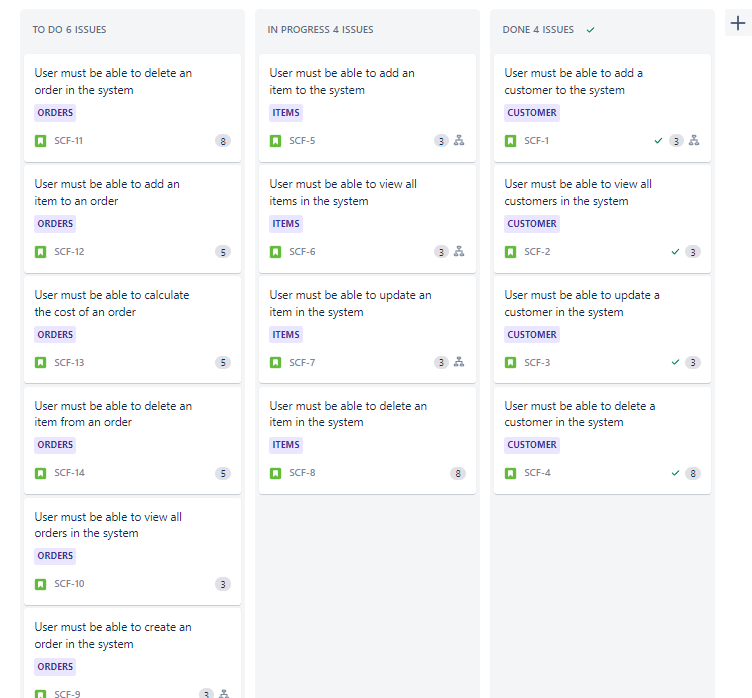 TO DO 6 ISSUES
User must be able to delete an
order in the system
ORDERS
SCF-11
8
User must be able to add an
item to an order
ORDERS
SCF-12
5
User must be able to calculate
the cost of an order
ORDERS
SCF-13
5
User must be able to delete an
item from an order
ORDERS
SCF-14
5
User must be able to view all
orders in the system
ORDERS
SCF-10
3
User must be able to create an
order in the system
ORDERS
SCF-9
3
IN PROGRESS 4 ISSUES
User must be able to add an
item to the system
ITEMS
SCF-5
3
User must be able to view all
items in the system
ITEMS
SCF-6
3
User must be able to update an
item in the system
ITEMS
SCF-7
3
User must be able to delete an
item in the system
ITEMS
SCF-8
8
DONE 4 ISSUES
User must be able to add a
customer to the system
CUSTOMER
SCF-1
3
User must be able to view all
customers in the system
CUSTOMER
SCF-2
3
User must be able to update a
customer in the system
CUSTOMER
SCF-3
3
User must be able to delete a
customer in the system
CUSTOMER
SCF-4
8